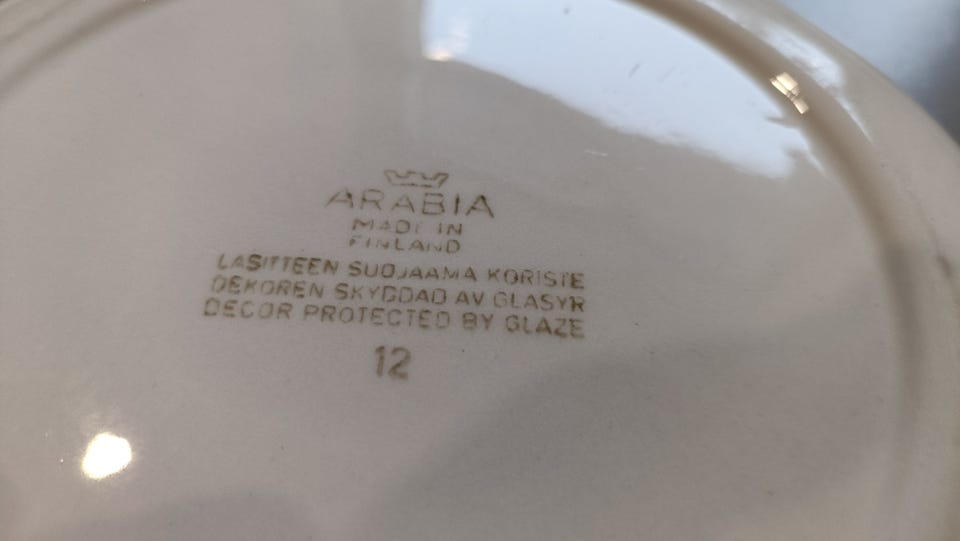 ARABIA
MADE IN
FINLAND
LASITTEEN SUOJAAMA KORISTE
DEKOREN SKYDDAD AV GLASYR
DECOR PROTECTED BY GLAZE
12